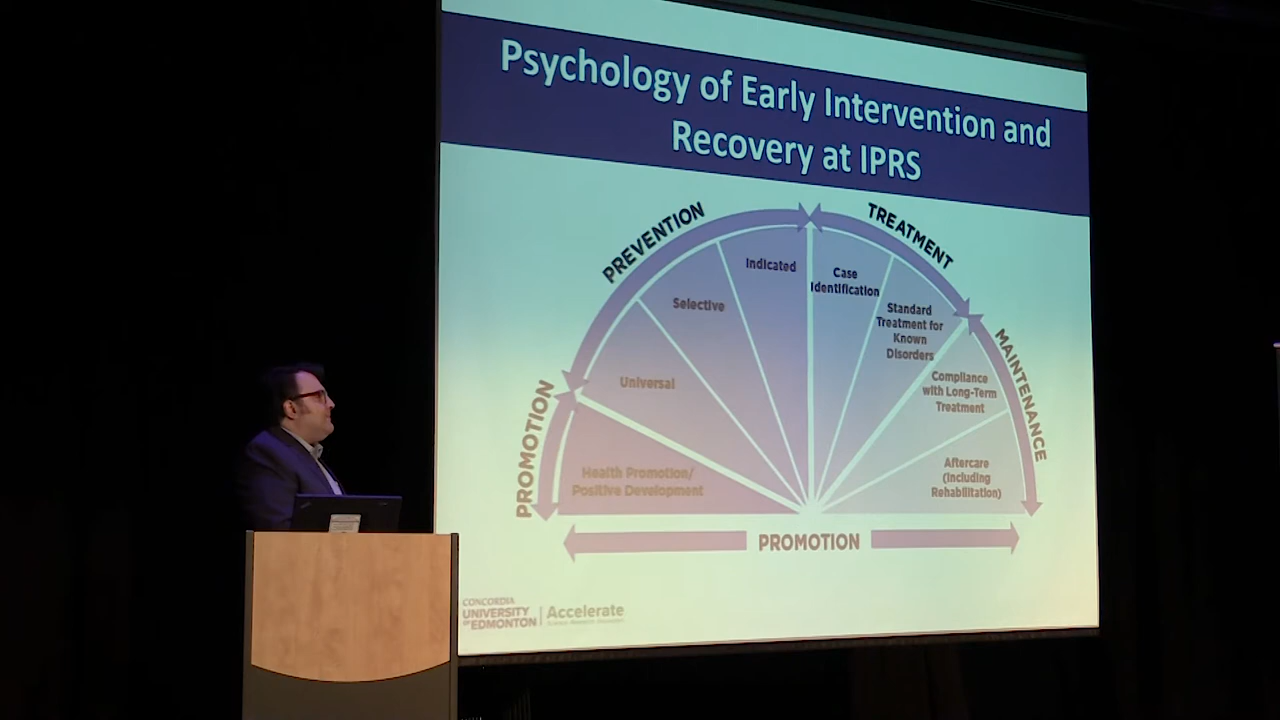 Psychology of Early Intervention and
Recovery at IPRS
PREVENTION
TREATMENT
Indicated
Case
Identification
Selective
Standard
Treatment for
Known
Disorders
MAINTENANCE
Universal
Compliance
with Long-Term
Treatment
PROMOTION
Health Promotion/
Positive Development
Aftercare
(Including
Rehabilitation)
PROMOTION
CONCORDIA
UNIVERSITY
OF EDMONTON
Accelerate